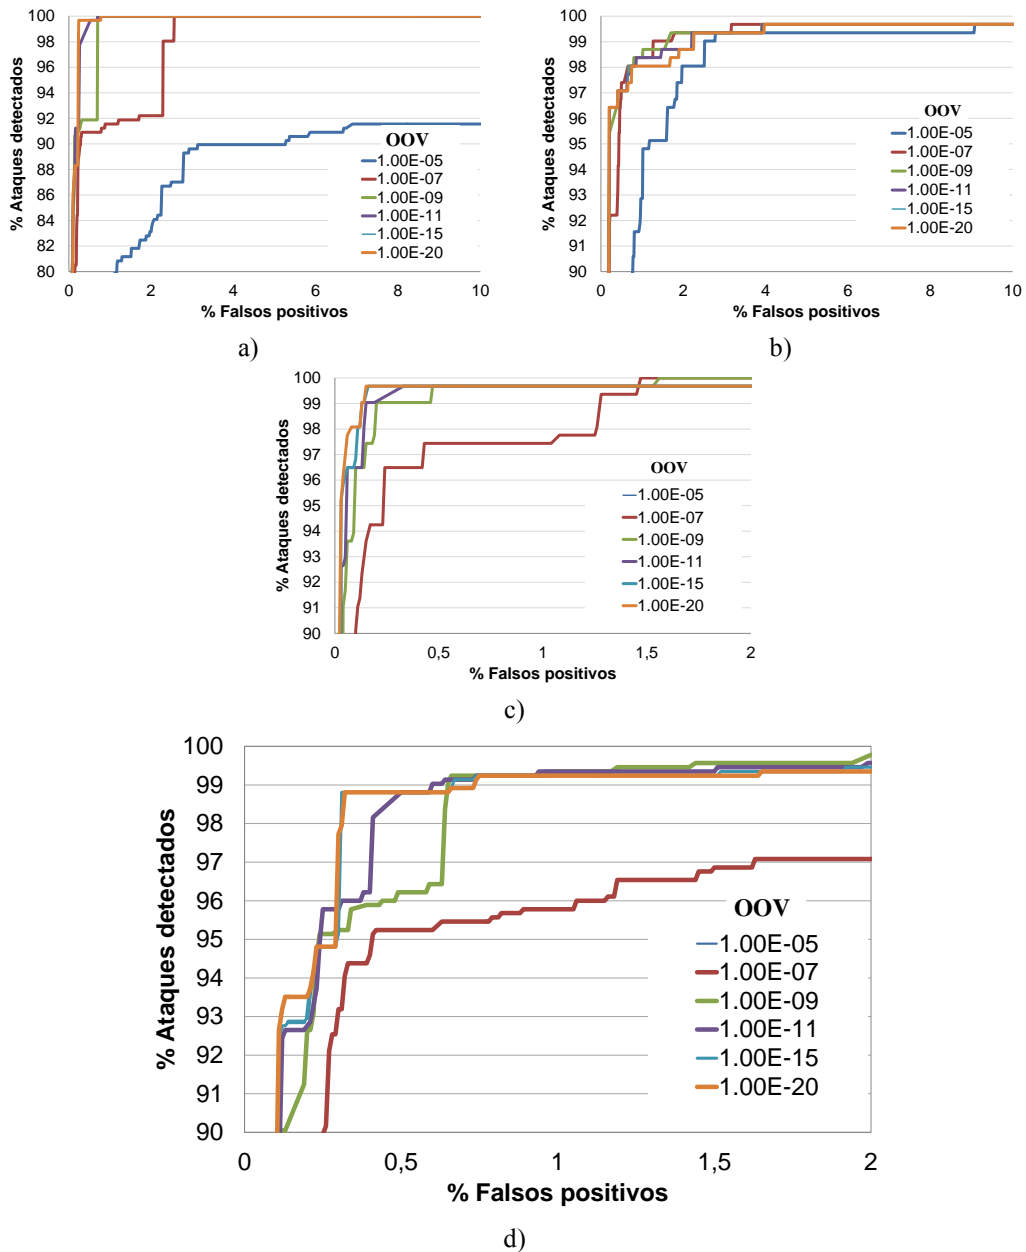 % Ataques detectados
100
98
96
94
92
90
88
86
84
82
80
OOV
1.00E-05
1.00E-07
1.00E-09
1.00E-11
1.00E-15
1.00E-20
0 2 4 6 8 10
% Falsos positivos
a)
% Ataques detectados
100
99
98
97
96
95
94
93
92
91
90
OOV
1.00E-05
1.00E-07
1.00E-09
1.00E-11
1.00E-15
1.00E-20
0 2 4 6 8 10
% Falsos positivos
b)
% Ataques detectados
100
99
98
97
96
95
94
93
92
91
90
OOV
1.00E-05
1.00E-07
1.00E-09
1.00E-11
1.00E-15
1.00E-20
0 0,5 1 1,5 2
% Falsos positivos
c)
% Ataques detectados
100
99
98
97
96
95
94
93
92
91
90
OOV
1.00E-05
1.00E-07
1.00E-09
1.00E-11
1.00E-15
1.00E-20
0 0,5 1 1,5 2
% Falsos positivos
d)